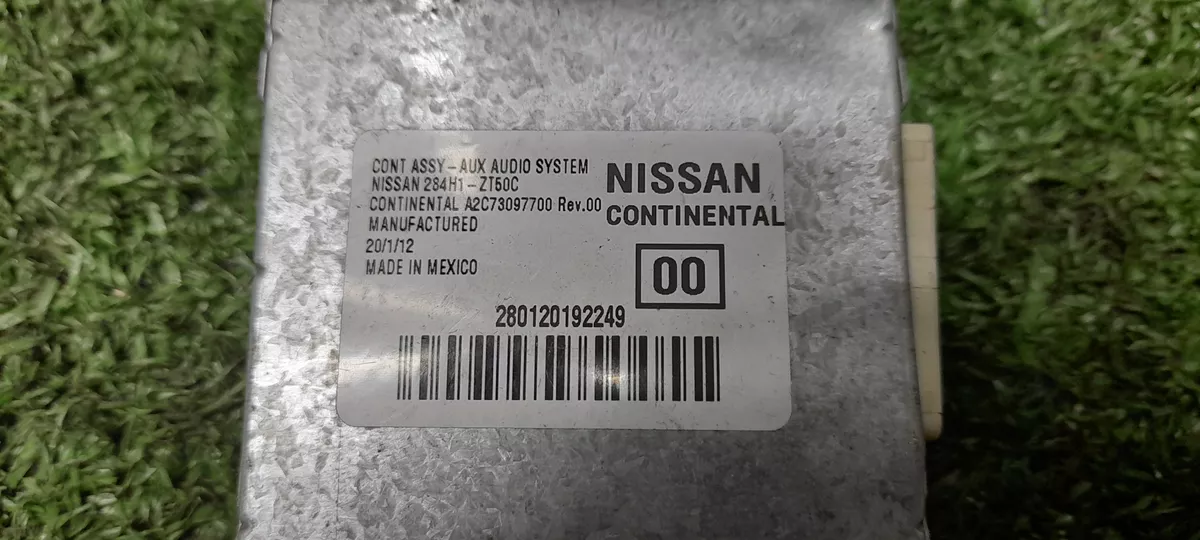 CONT ASSY-AUX AUDIO SYSTEM
NISSAN 284H1-ZT50C
CONTINENTAL A2C73097700 Rev.00
MANUFACTURED
20/1/12
MADE IN MEXICO
NISSAN
CONTINENTAL
00
280120192249